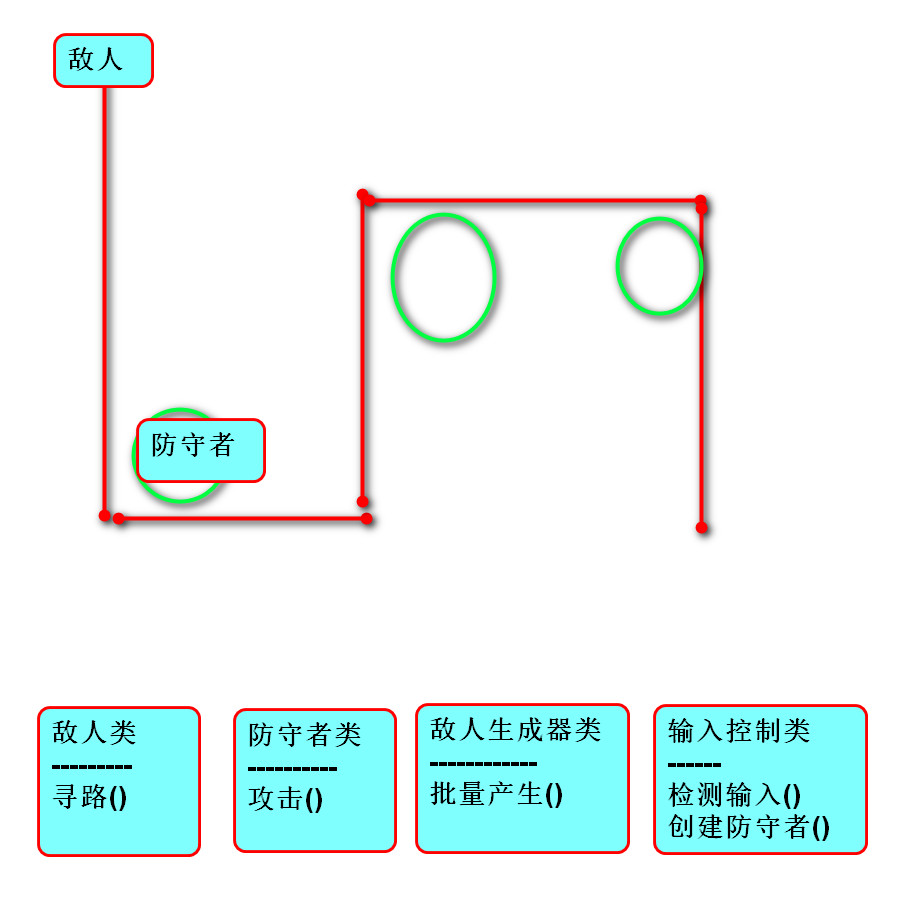 敌人
防守者
敌人类
---------
寻路()
防守者类
----------
攻击()
敌人生成器类
------------
批量产生()
输入控制类
------
检测输入()
创建防守者()